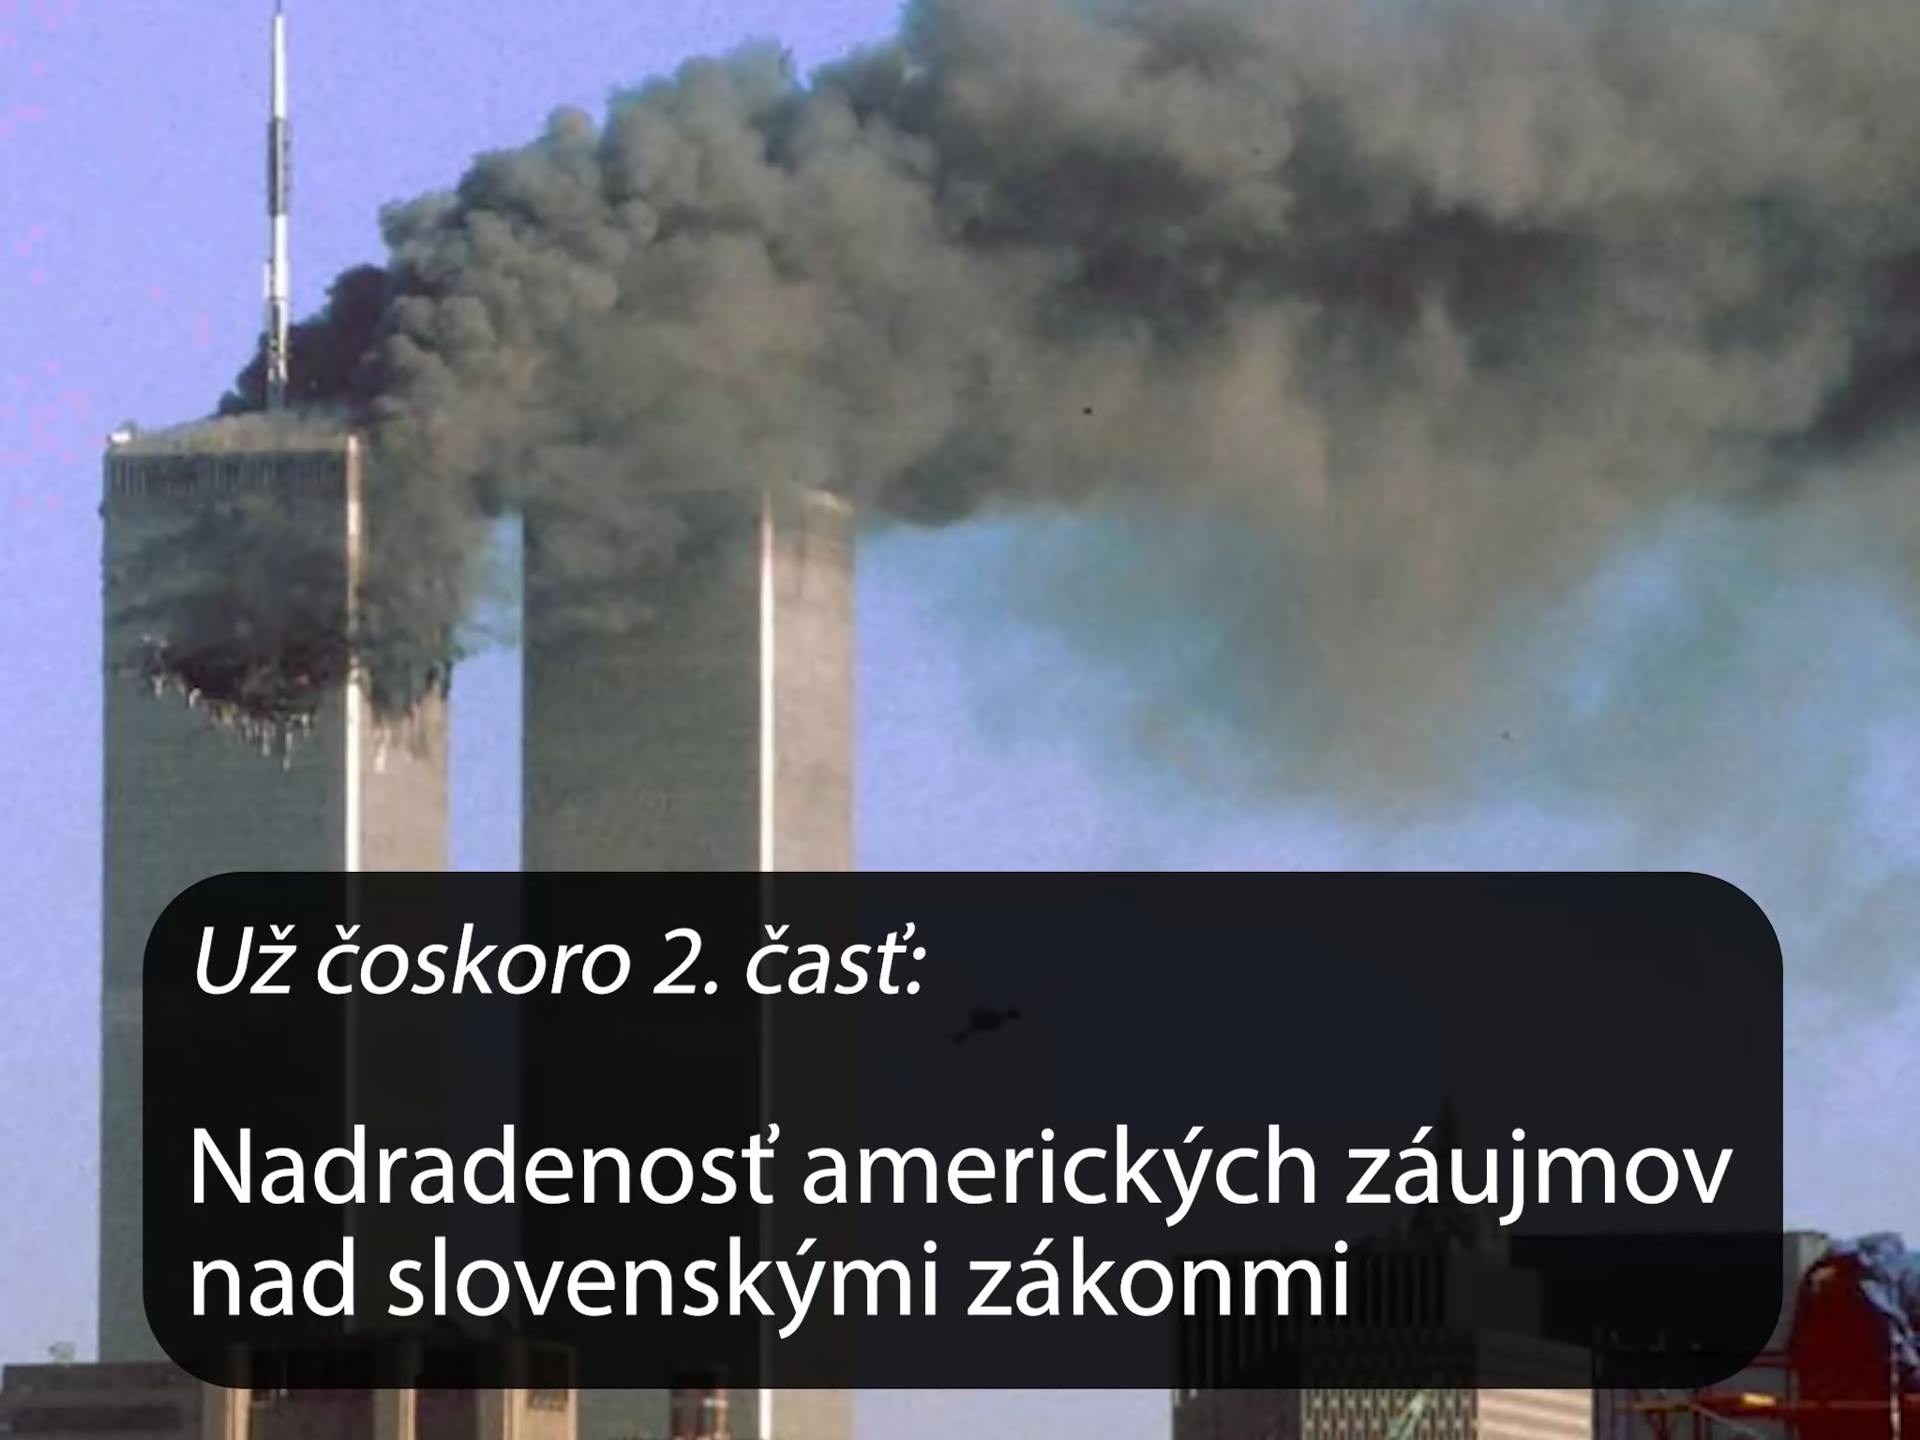 Už čoskoro 2. časť:
Nadradenosť amerických záujmov
nad slovenskými zákonmi